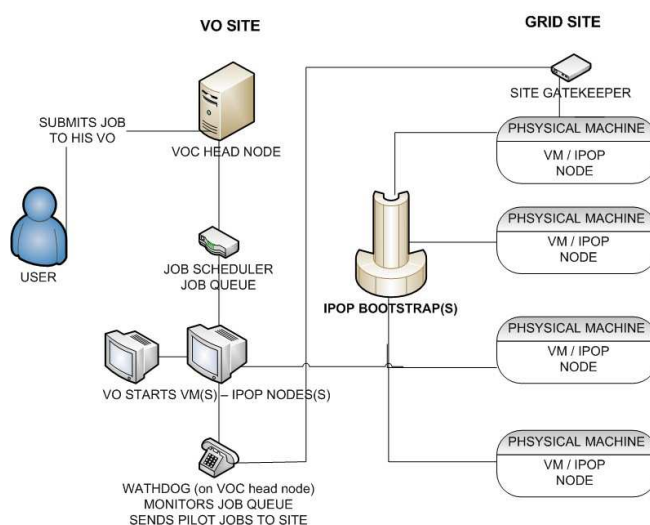 VO SITE
GRID SITE
SUBMITS JOB
TO HIS VO
VOC HEAD NODE
SITE GATEKEEPER
PHSYSICAL MACHINE
VM / IPOP
NODE
USER
JOB SCHEDULER
JOB QUEUE
PHSYSICAL MACHINE
VM / IPOP
NODE
IPOP BOOTSTRAP(S)
PHSYSICAL MACHINE
VM / IPOP
NODE
VO STARTS VM(S) – IPOP NODES(S)
PHSYSICAL MACHINE
VM / IPOP
NODE
WATHDOG (on VOC head node)
MONITORS JOB QUEUE
SENDS PILOT JOBS TO SITE